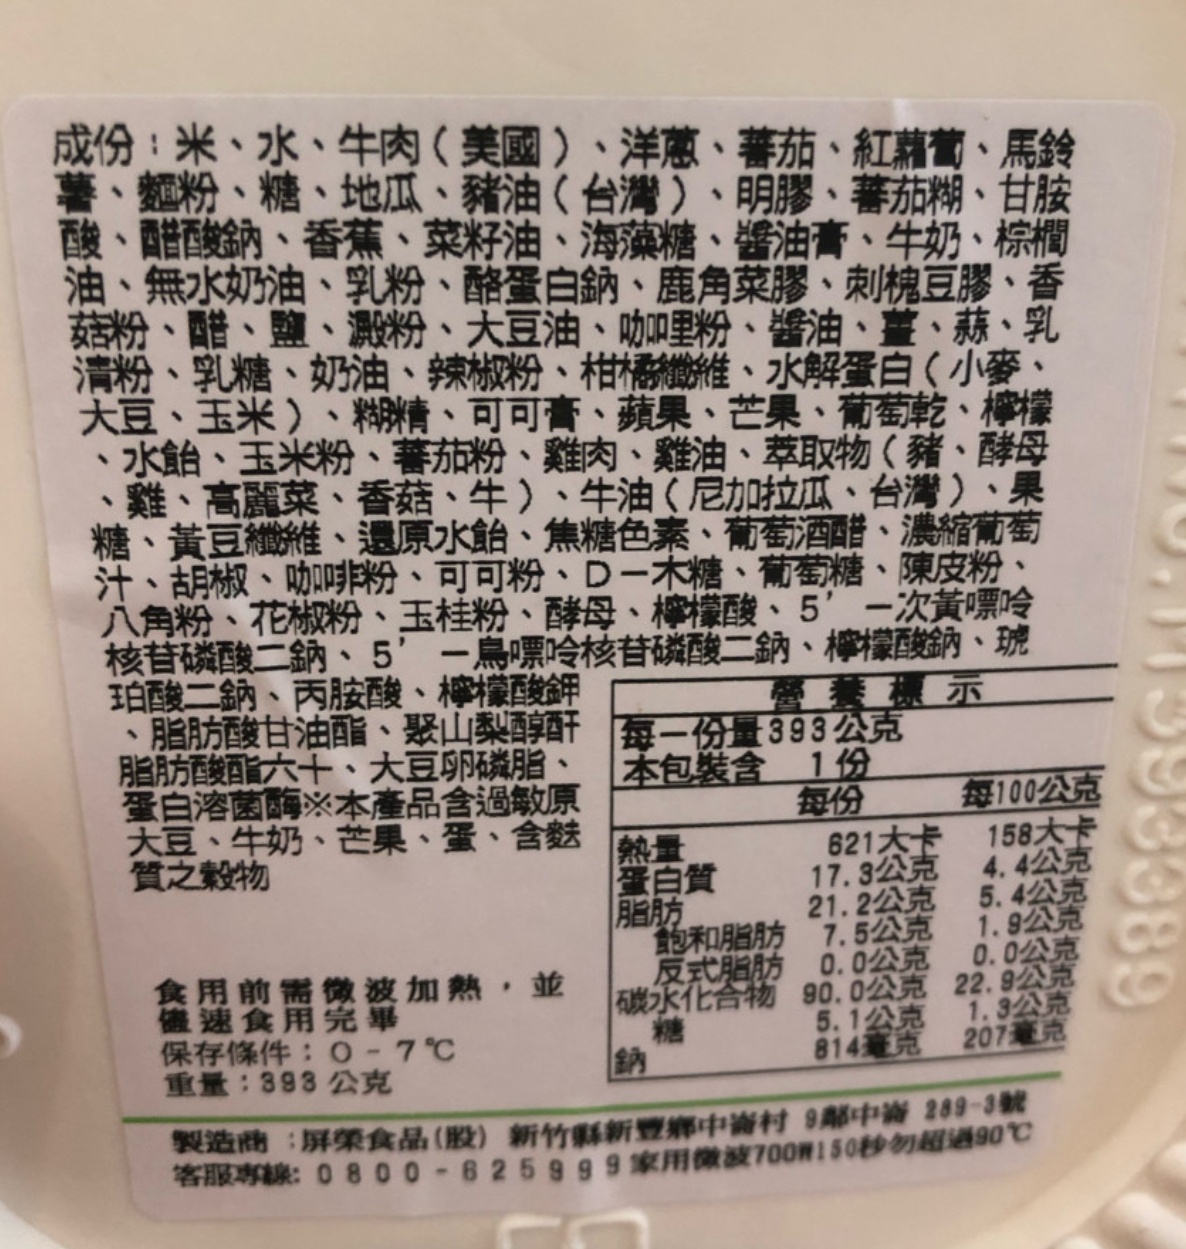 成份：米、水、牛肉（美國）、洋蔥、蕃茄、紅蘿蔔、馬鈴
薯、麵粉、糖、地瓜、豬油（台灣）、明膠、蕃茄糊、甘胺
酸、醋酸鈉、香蕉、菜籽油、海藻糖、醬油膏、牛奶、棕櫚
油、無水奶油、乳粉、酪蛋白鈉、鹿角菜膠、刺槐豆膠、香
菇粉、醋、鹽、澱粉、大豆油、咖哩粉、醬油、薑、蒜、乳
清粉、乳糖、奶油、辣椒粉、柑橘纖維、水解蛋白（小麥、
大豆、玉米）、糊精、可可膏、蘋果、芒果、葡萄乾、檸檬
、水飴、玉米粉、蕃茄粉、雞肉、雞油、萃取物（豬、酵母
、雞、高麗菜、香菇、牛）、牛油（尼加拉瓜、台灣）、果
糖、黃豆纖維、還原水飴、焦糖色素、葡萄酒醋、濃縮葡萄
汁、胡椒、咖啡粉、可可粉、D－木糖、葡萄糖、陳皮粉、
八角粉、花椒粉、玉桂粉、酵母、檸檬酸、5’－次黃嘌呤
核苷磷酸二鈉、5’－鳥嘌呤核苷磷酸二鈉、檸檬酸鈉、琥
珀酸二鈉、丙胺酸、檸檬酸鉀
、脂肪酸甘油酯、聚山梨醇酐
脂肪酸酯六十、大豆卵磷脂、
蛋白溶菌酶※本產品含過敏原
大豆、牛奶、芒果、蛋、含麩
質之穀物
營養標示
每一份量393公克
本包裝含 1份
每份 每100公克
熱量 621大卡 158大卡
蛋白質 17.3公克 4.4公克
脂肪 21.2公克 5.4公克
飽和脂肪 7.5公克 1.9公克
反式脂肪 0.0公克 0.0公克
碳水化合物 90.0公克 22.9公克
糖 5.1公克 1.3公克
鈉 814毫克 207毫克
食用前需微波加熱，並
儘速食用完畢
保存條件：0-7℃
重量：393公克
製造商：屏榮食品(股) 新竹縣新豐鄉中崙村 9鄰中崙 289-3號
客服專線: 0800-625999 家用微波700W150秒勿超過90℃